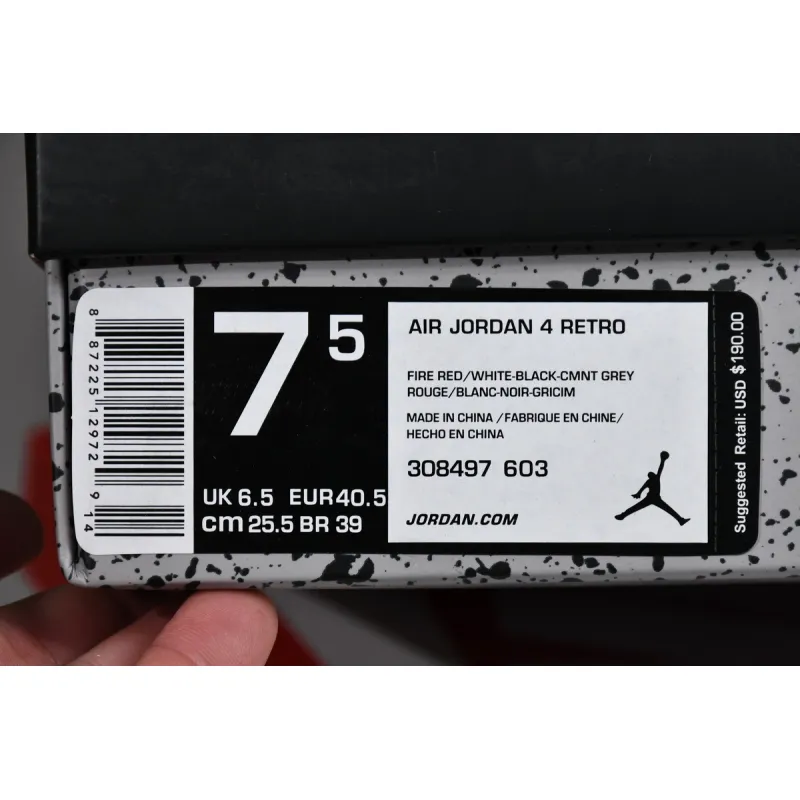 8 87225 12972 9 14
7 5
UK 6.5 EUR 40.5
cm 25.5 BR 39
AIR JORDAN 4 RETRO
FIRE RED/WHITE-BLACK-CMNT GREY
ROUGE/BLANC-NOIR-GRICIM
MADE IN CHINA /FABRIQUE EN CHINE/
HECHO EN CHINA
308497 603
JORDAN.COM
Suggested Retail: USD $190.00